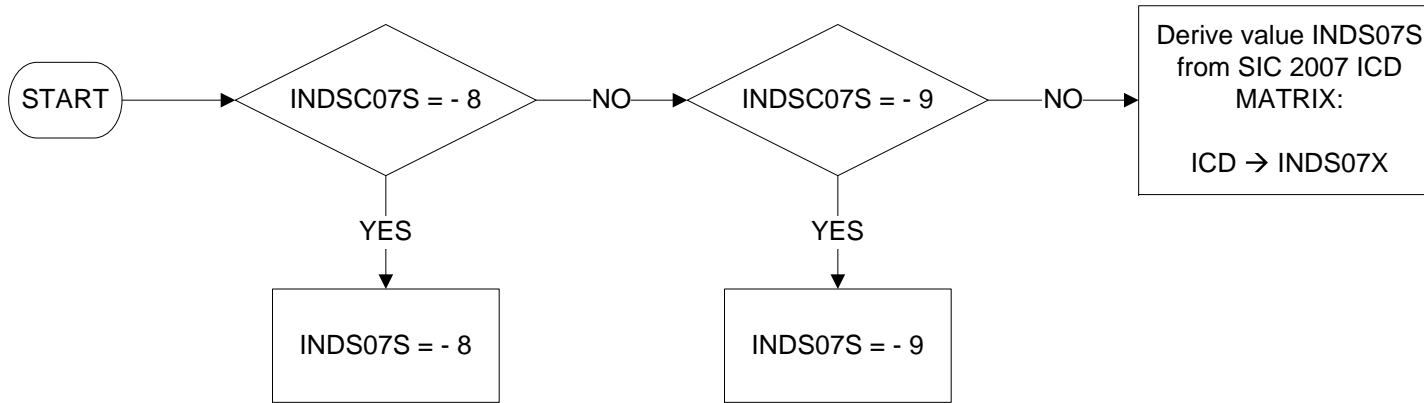 START
INDSC07S = - 8
NO
INDSC07S = - 9
NO
Derive value INDS07S
from SIC 2007 ICD
MATRIX:
ICD → INDS07X
YES
YES
INDS07S = - 8
INDS07S = - 9